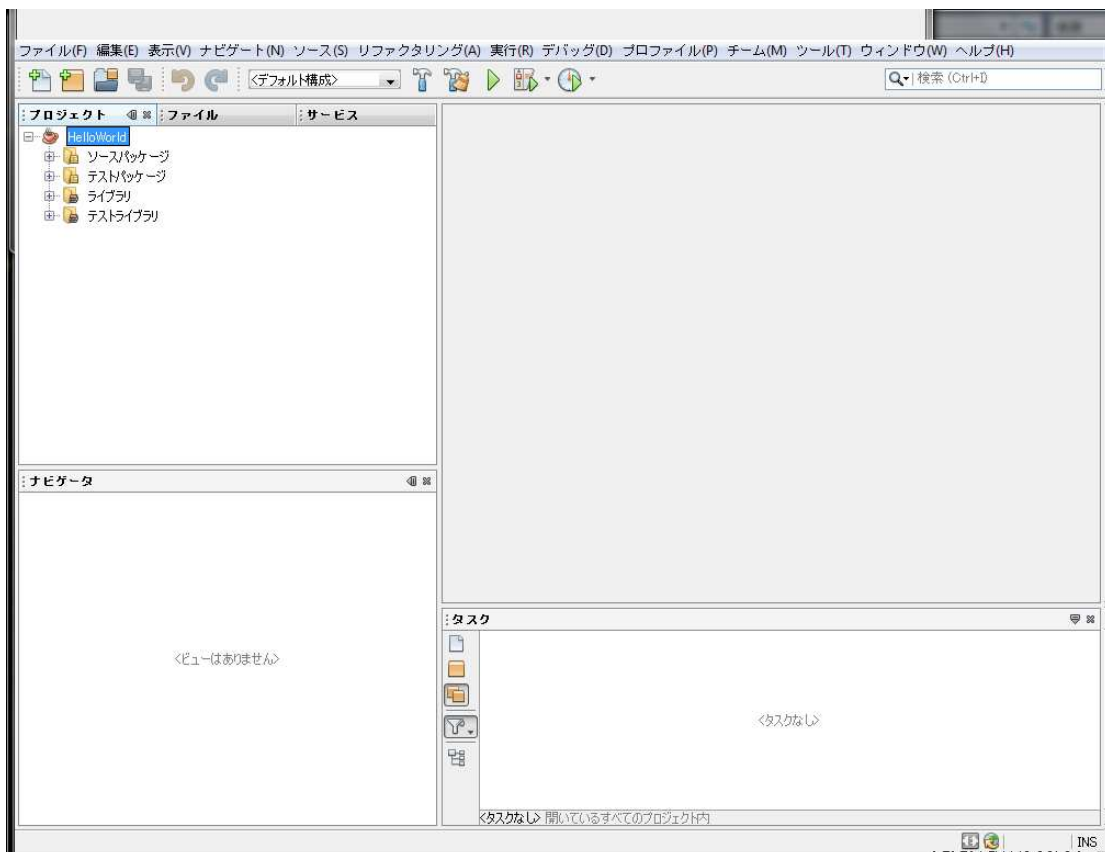 ファイル(F) 編集(E) 表示(V) ナビゲート(N) ソース(S) リファクタリング(A) 実行(R) デバッグ(D) プロファイル(P) チーム(M) ツール(T) ウィンドウ(W) ヘルプ(H)
<デフォルト構成>
検索 (Ctrl+I)
プロジェクト ファイル サービス
HelloWorld
ソースパッケージ
テストパッケージ
ライブラリ
テストライブラリ
ナビゲータ
<ビューはありません>
タスク
<タスクなし>
<タスクなし> 開いているすべてのプロジェクト内
INS